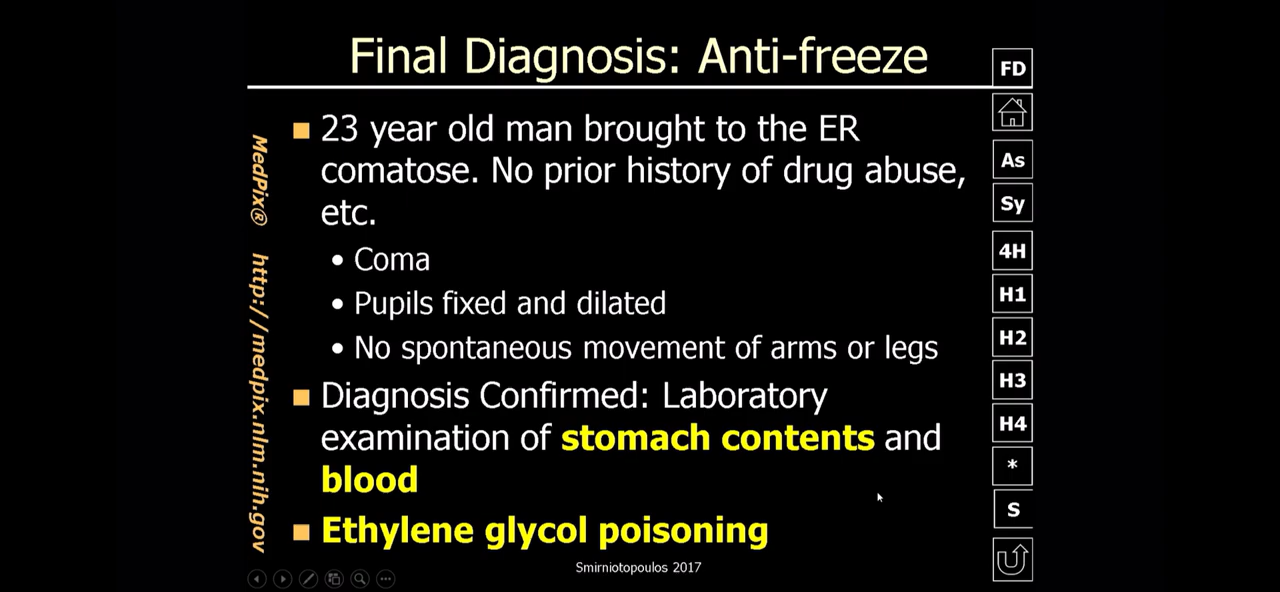 Final Diagnosis: Anti-freeze
23 year old man brought to the ER
comatose. No prior history of drug abuse,
etc.
• Coma
• Pupils fixed and dilated
• No spontaneous movement of arms or legs
Diagnosis Confirmed: Laboratory
examination of stomach contents and
blood
Ethylene glycol poisoning
Smirniotopoulos 2017
MedPix® http://medpix.nlm.nih.gov
FD
As
Sy
4H
H1
H2
H3
H4
*
S